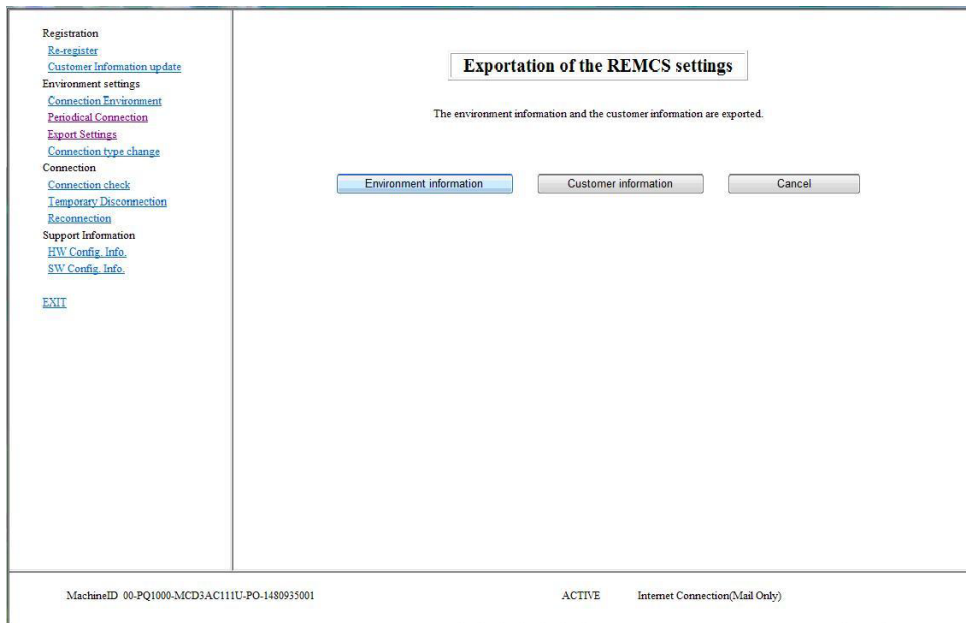 Registration
Re-register
Customer Information update
Environment settings
Connection Environment
Periodical Connection
Export Settings
Connection type change
Connection
Connection check
Temporary Disconnection
Reconnection
Support Information
HW Config. Info.
SW Config. Info.
EXIT
Exportation of the REMCS settings
The environment information and the customer information are exported.
Environment information Customer information Cancel
MachineID 00-PQ1000-MCD3AC111U-PO-1480935001 ACTIVE Internet Connection(Mail Only)